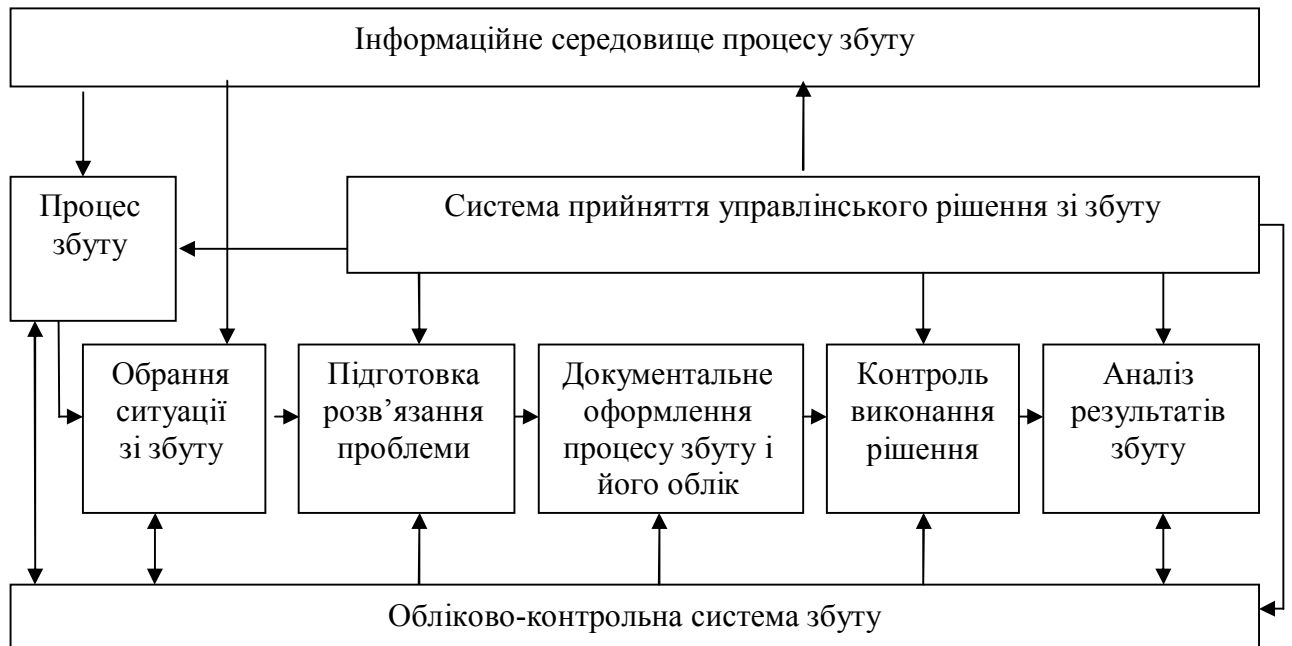 Інформаційне середовище процесу збуту
Процес
збуту
Система прийняття управлінського рішення зі збуту
Обрання
ситуації
зі збуту
Підготовка
розв’язання
проблеми
Документальне
оформлення
процесу збуту і
його облік
Контроль
виконання
рішення
Аналіз
результатів
збуту
Обліково-контрольна система збуту